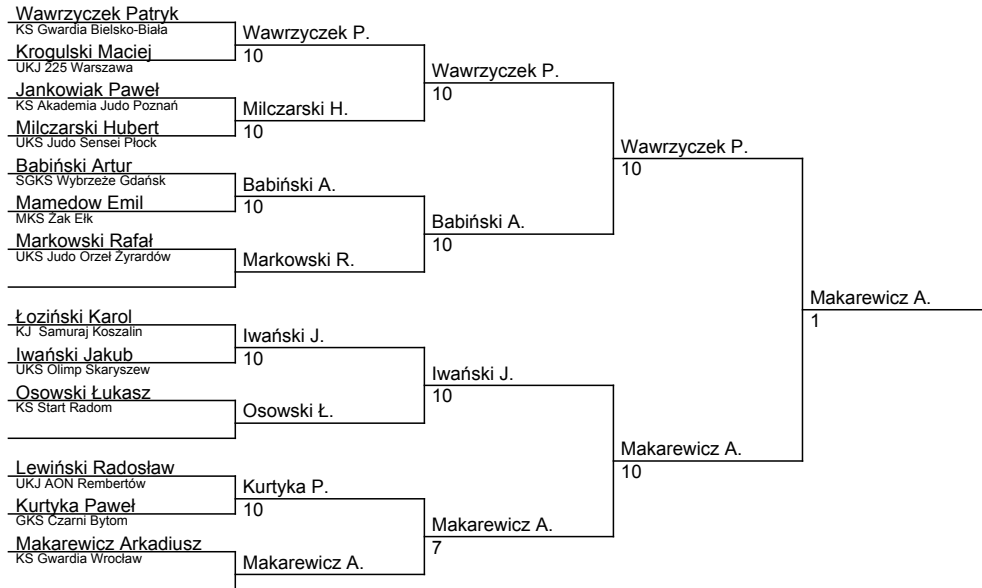 Wawrzyczek Patryk
KS Gwardia Bielsko-Biała
Krogulski Maciej
UKJ 225 Warszawa
Jankowiak Paweł
KS Akademia Judo Poznań
Milczarski Hubert
UKS Judo Sensei Płock
Babiński Artur
SGKS Wybrzeże Gdańsk
Mamedow Emil
MKS Żak Ełk
Markowski Rafał
UKS Judo Orzeł Żyrardów
Łoziński Karol
KJ Samuraj Koszalin
Iwański Jakub
UKS Olimp Skaryszew
Osowski Łukasz
KS Start Radom
Lewiński Radosław
UKJ AON Rembertów
Kurtyka Paweł
GKS Czarni Bytom
Makarewicz Arkadiusz
KS Gwardia Wrocław
Wawrzyczek P.
10
Milczarski H.
10
Babiński A.
10
Markowski R.
Iwański J.
10
Osowski Ł.
Kurtyka P.
10
Makarewicz A.
Wawrzyczek P.
10
Babiński A.
10
Iwański J.
10
Makarewicz A.
7
Wawrzyczek P.
10
Makarewicz A.
10
Makarewicz A.
1